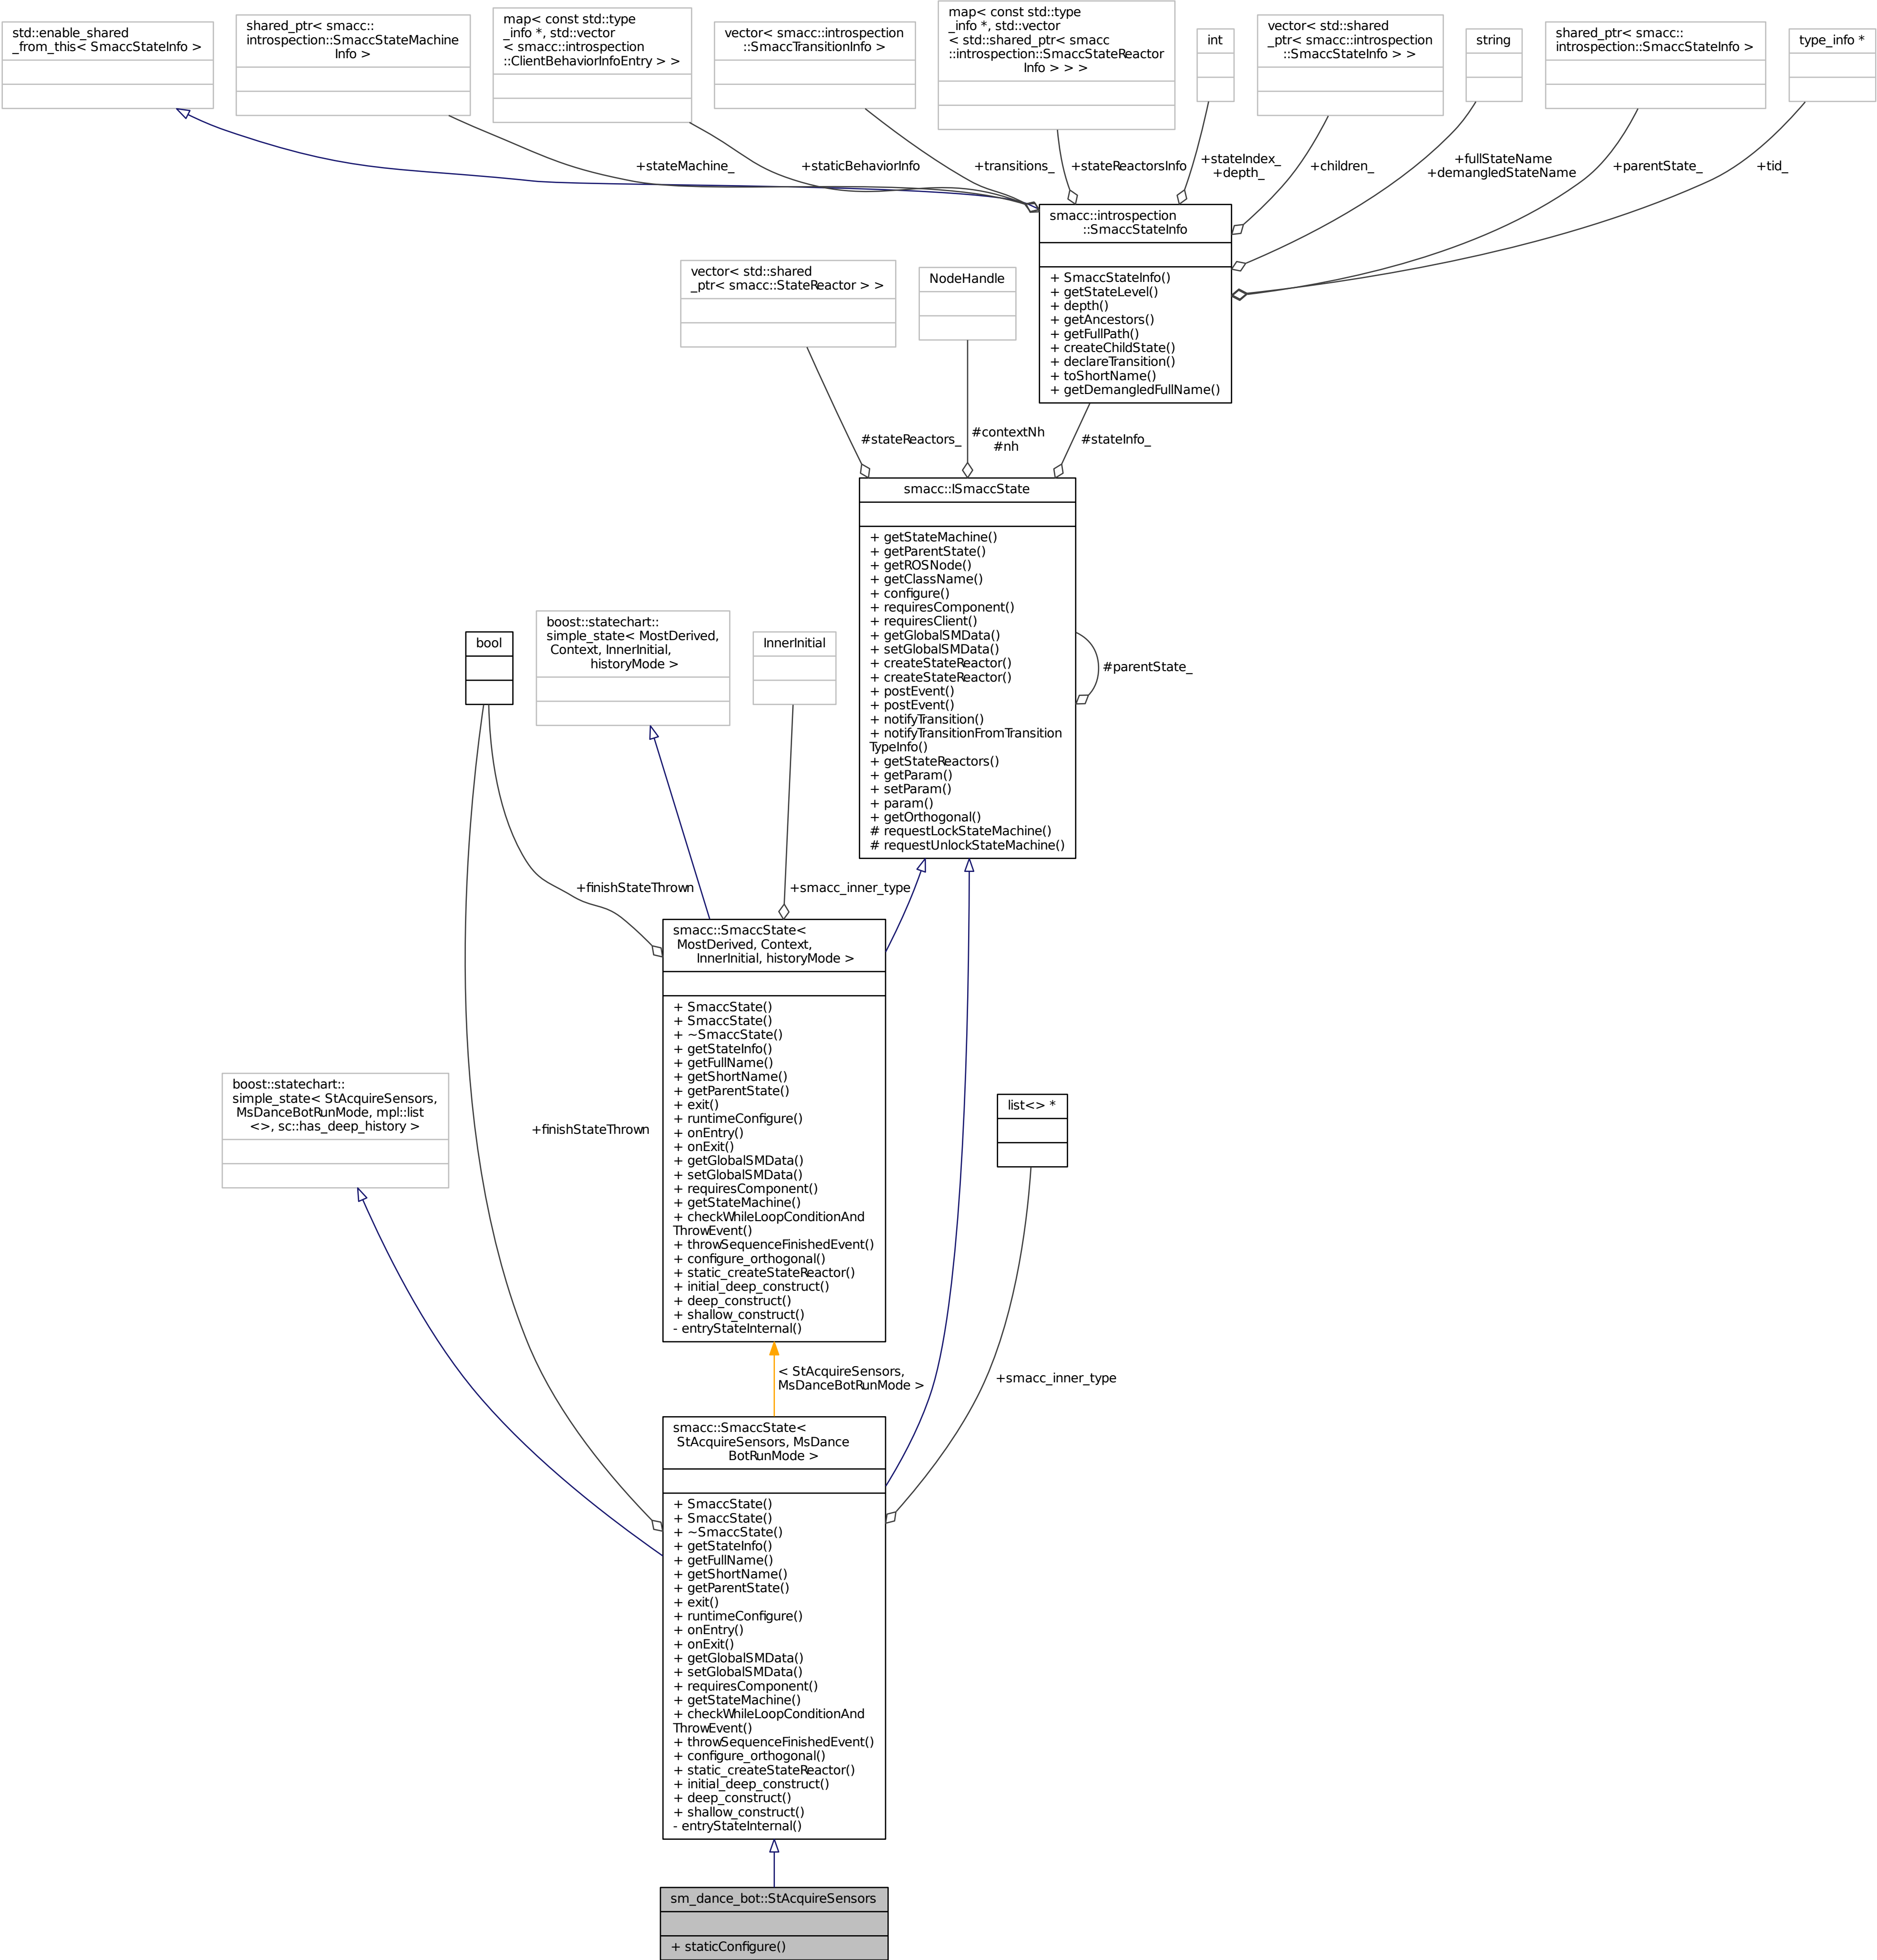 std::enable_shared
_from_this< SmaccStateInfo >
shared_ptr< smacc::
introspection::SmaccStateMachine
Info >
map< const std::type
_info *, std::vector
< smacc::introspection
::ClientBehaviorInfoEntry > >
vector< smacc::introspection
::SmaccTransitionInfo >
map< const std::type
_info *, std::vector
< std::shared_ptr< smacc
::introspection::SmaccStateReactor
Info > > >
int
vector< std::shared
_ptr< smacc::introspection
::SmaccStateInfo > >
string
shared_ptr< smacc::
introspection::SmaccStateInfo >
type_info *
+stateMachine_
+staticBehaviorInfo
+transitions_
+stateReactorsInfo
+stateIndex_
+depth_
+children_
+fullStateName
+demangledStateName
+parentState_
+tid_
smacc::introspection
::SmaccStateInfo
+ SmaccStateInfo()
+ getStateLevel()
+ depth()
+ getAncestors()
+ getFullPath()
+ createChildState()
+ declareTransition()
+ toShortName()
+ getDemangledFullName()
vector< std::shared
_ptr< smacc::StateReactor > >
NodeHandle
#stateReactors_
#contextNh
#nh
#stateInfo_
smacc::ISmaccState
+ getStateMachine()
+ getParentState()
+ getROSNode()
+ getClassName()
+ configure()
+ requiresComponent()
+ requiresClient()
+ getGlobalSMData()
+ setGlobalSMData()
+ createStateReactor()
+ createStateReactor()
+ postEvent()
+ postEvent()
+ notifyTransition()
+ notifyTransitionFromTransition
TypeInfo()
+ getStateReactors()
+ getParam()
+ setParam()
+ param()
+ getOrthogonal()
# requestLockStateMachine()
# requestUnlockStateMachine()
#parentState_
bool
boost::statechart::
simple_state< MostDerived,
Context, InnerInitial,
historyMode >
InnerInitial
+finishStateThrown
+smacc_inner_type
smacc::SmaccState<
MostDerived, Context,
InnerInitial, historyMode >
+ SmaccState()
+ SmaccState()
+ ~SmaccState()
+ getStateInfo()
+ getFullName()
+ getShortName()
+ getParentState()
+ exit()
+ runtimeConfigure()
+ onEntry()
+ onExit()
+ getGlobalSMData()
+ setGlobalSMData()
+ requiresComponent()
+ getStateMachine()
+ checkWhileLoopConditionAnd
ThrowEvent()
+ throwSequenceFinishedEvent()
+ configure_orthogonal()
+ static_createStateReactor()
+ initial_deep_construct()
+ deep_construct()
+ shallow_construct()
- entryStateInternal()
boost::statechart::
simple_state< StAcquireSensors,
MsDanceBotRunMode, mpl::list
<>, sc::has_deep_history >
+finishStateThrown
list<> *
< StAcquireSensors,
MsDanceBotRunMode >
+smacc_inner_type
smacc::SmaccState<
StAcquireSensors, MsDance
BotRunMode >
+ SmaccState()
+ SmaccState()
+ ~SmaccState()
+ getStateInfo()
+ getFullName()
+ getShortName()
+ getParentState()
+ exit()
+ runtimeConfigure()
+ onEntry()
+ onExit()
+ getGlobalSMData()
+ setGlobalSMData()
+ requiresComponent()
+ getStateMachine()
+ checkWhileLoopConditionAnd
ThrowEvent()
+ throwSequenceFinishedEvent()
+ configure_orthogonal()
+ static_createStateReactor()
+ initial_deep_construct()
+ deep_construct()
+ shallow_construct()
- entryStateInternal()
sm_dance_bot::StAcquireSensors
+ staticConfigure()